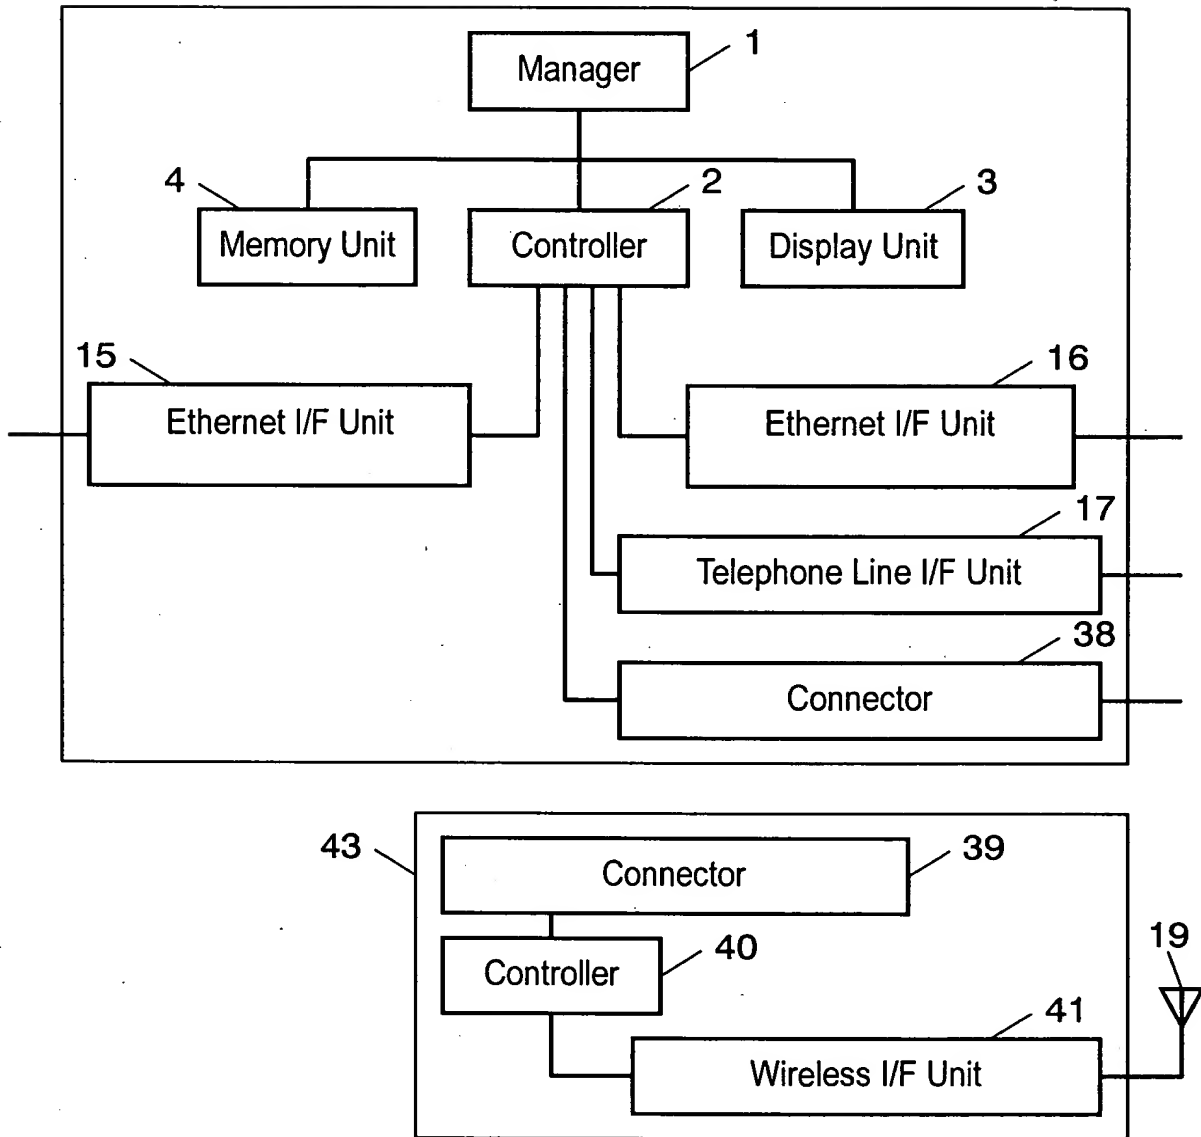 1
Manager
4
2
3
Memory Unit
Controller
Display Unit
15
16
Ethernet I/F Unit
Ethernet I/F Unit
17
Telephone Line I/F Unit
38
Connector
43
39
Connector
40
19
Controller
41
Wireless I/F Unit